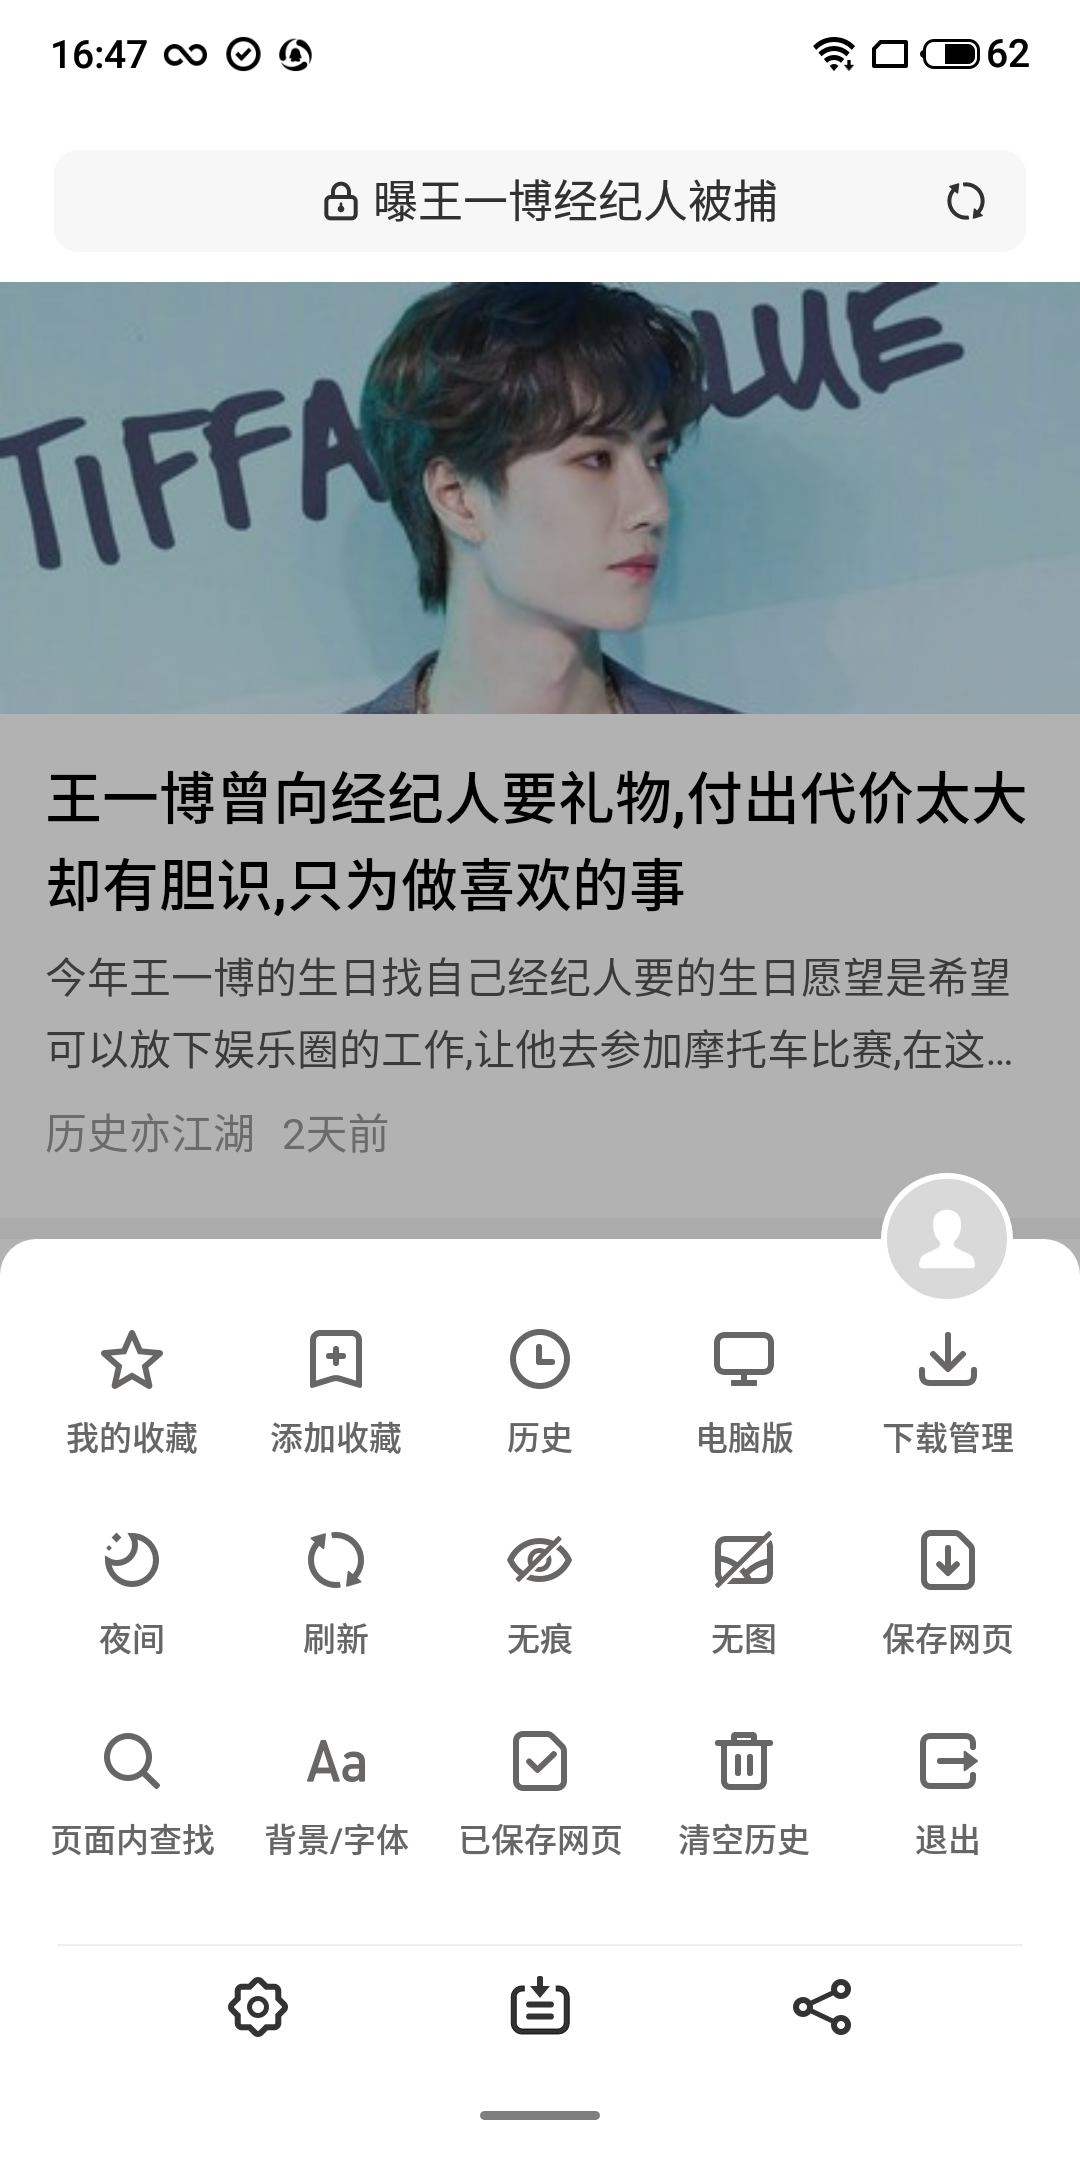 16:47
62
曝王一博经纪人被捕
TIFFA LUE
王一博曾向经纪人要礼物,付出代价太大
却有胆识,只为做喜欢的事
今年王一博的生日找自己经纪人要的生日愿望是希望
可以放下娱乐圈的工作,让他去参加摩托车比赛,在这...
历史亦江湖 2天前
我的收藏 添加收藏 历史 电脑版 下载管理
夜间 刷新 无痕 无图 保存网页
Aa
页面内查找 背景/字体 已保存网页 清空历史 退出